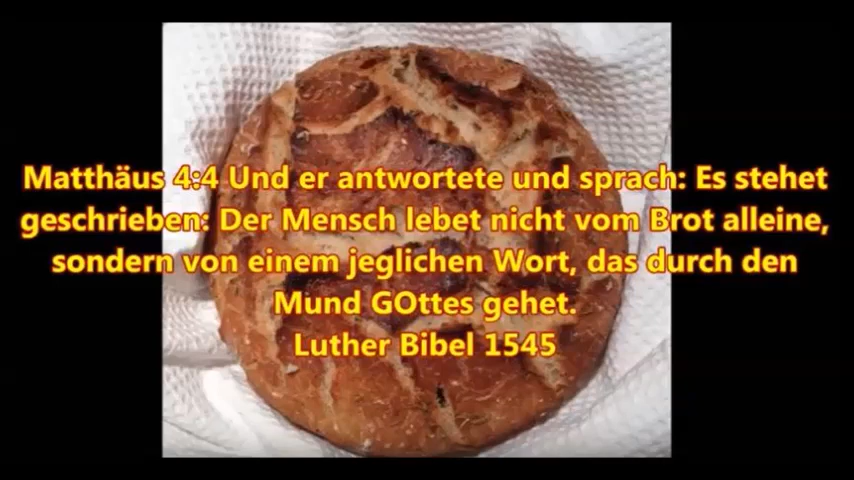 Matthäus 4:4 Und er antwortete und sprach: Es stehet
geschrieben: Der Mensch lebet nicht vom Brot alleine,
sondern von einem jeglichen Wort, das durch den
Mund GOttes gehet.
Luther Bibel 1545